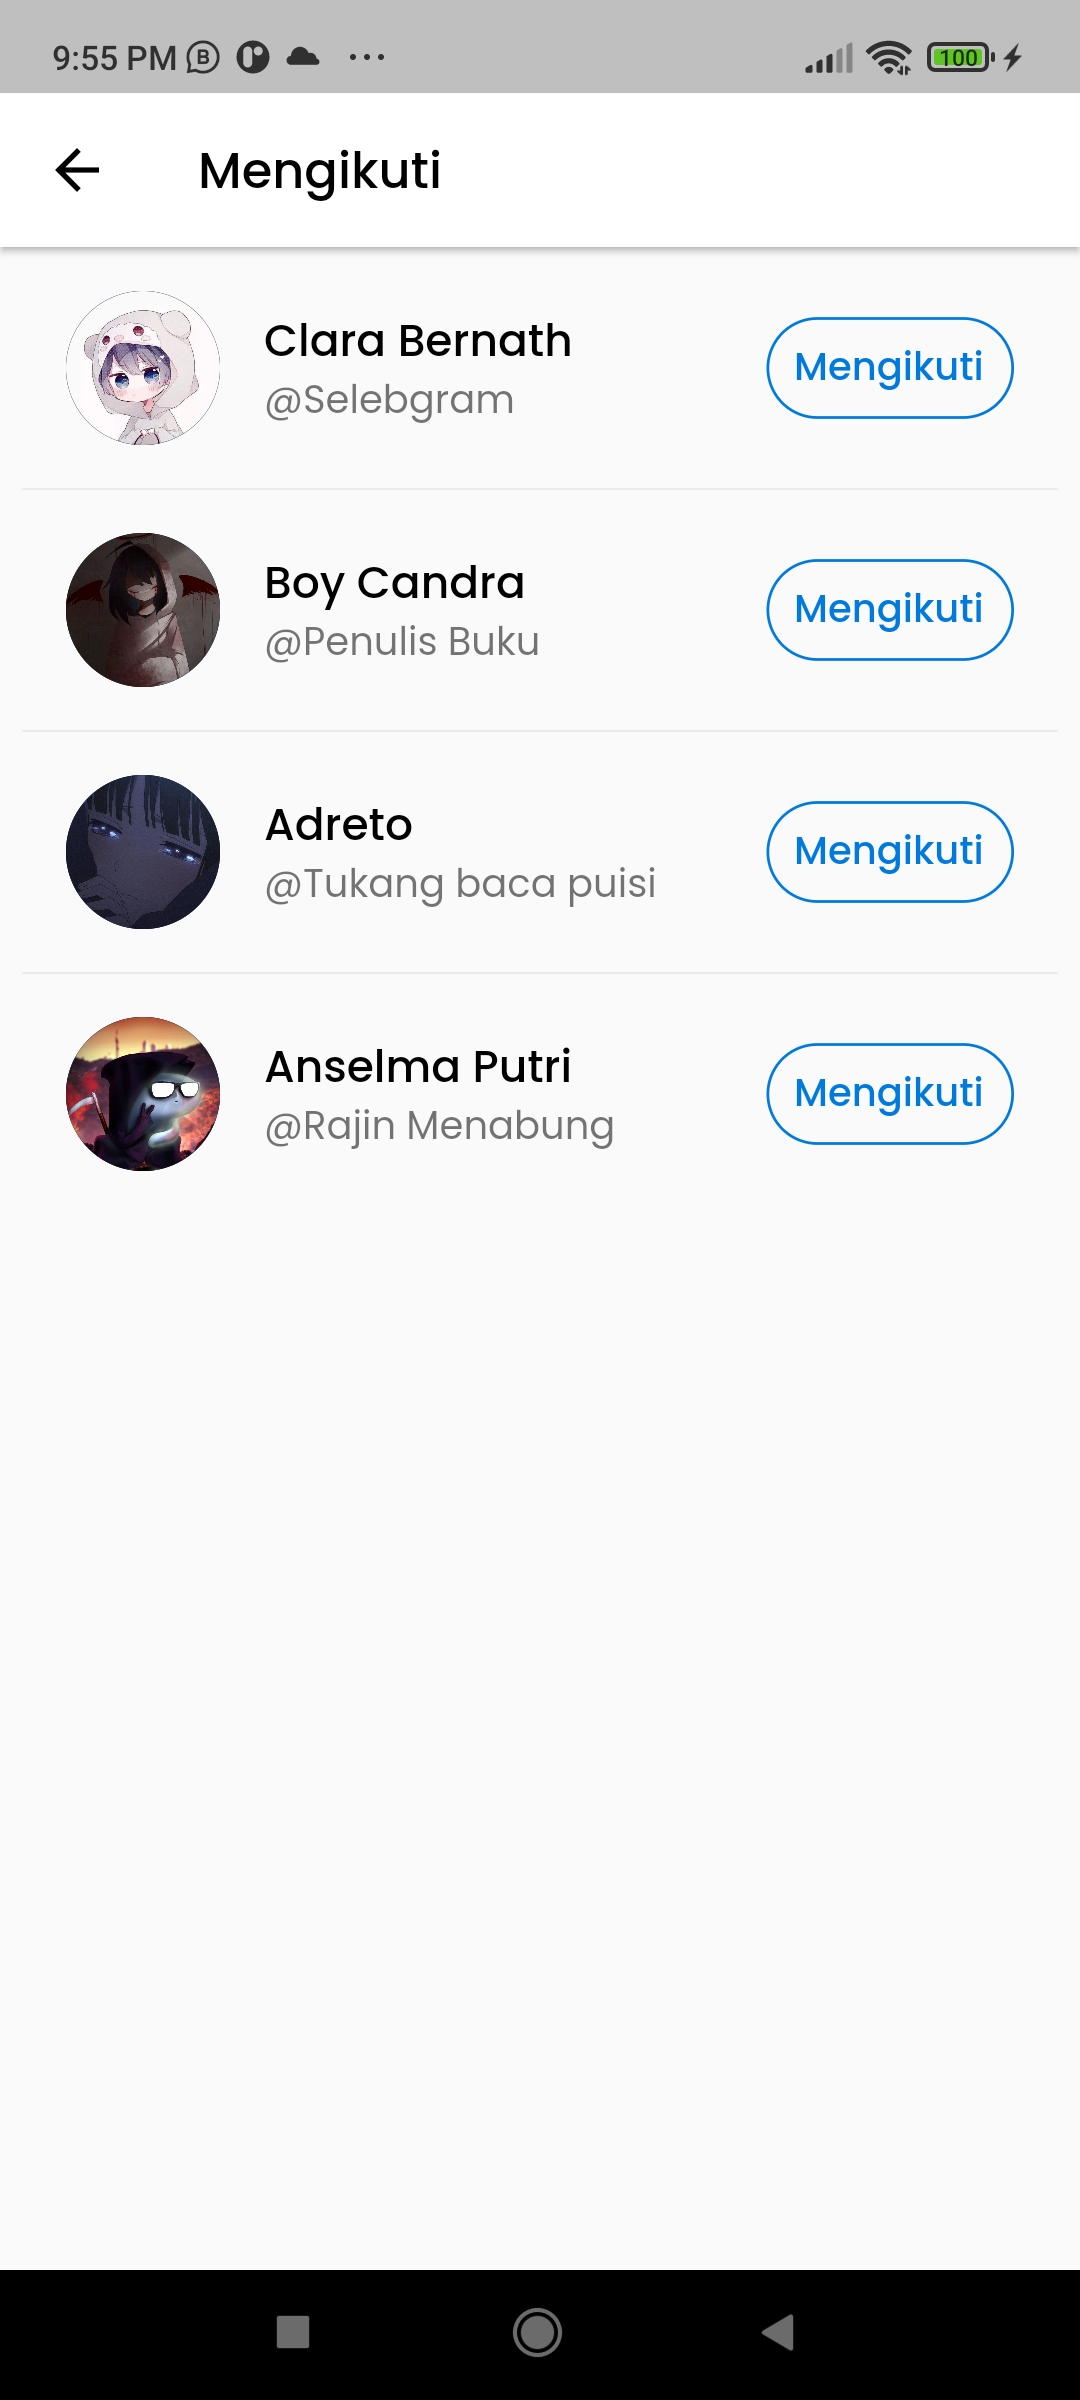 9:55 PM
100
Mengikuti
Clara Bernath
@Selebgram
Mengikuti
Boy Candra
@Penulis Buku
Mengikuti
Adreto
@Tukang baca puisi
Mengikuti
Anselma Putri
@Rajin Menabung
Mengikuti